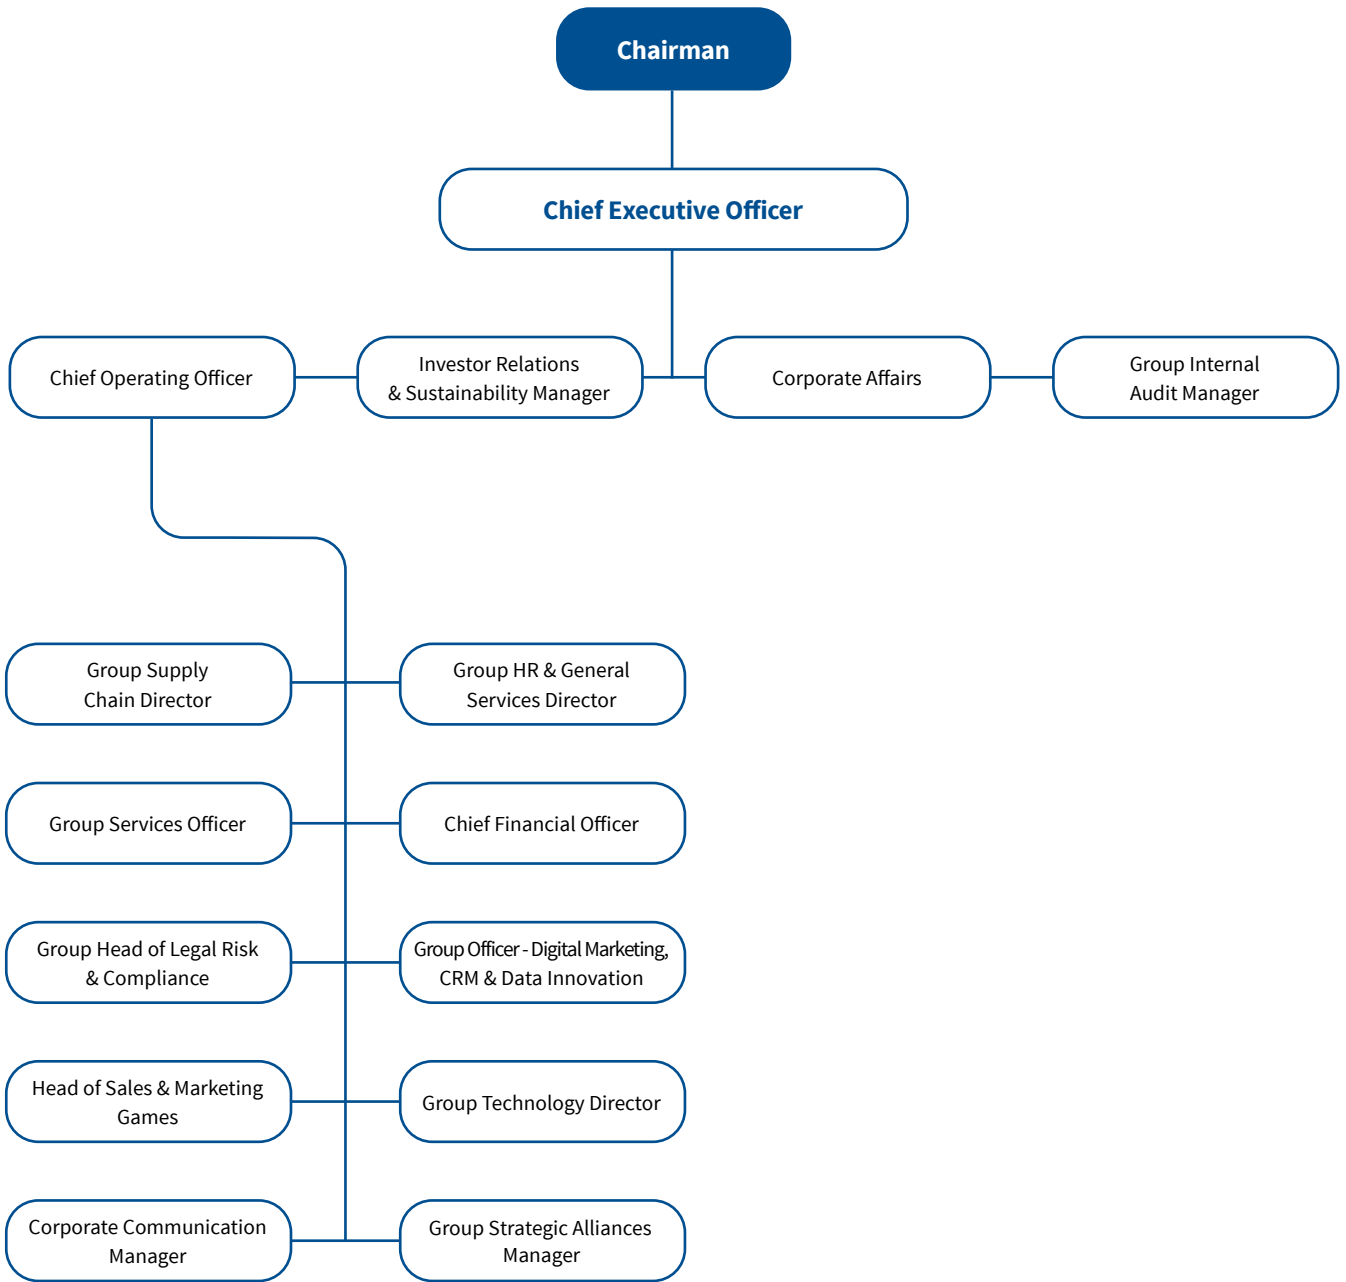 Chairman
Chief Executive Officer
Chief Operating Officer
Investor Relations
& Sustainability Manager
Corporate Affairs
Group Internal
Audit Manager
Group Supply
Chain Director
Group HR & General
Services Director
Group Services Officer
Chief Financial Officer
Group Head of Legal Risk
& Compliance
Group Officer - Digital Marketing,
CRM & Data Innovation
Head of Sales & Marketing
Games
Group Technology Director
Corporate Communication
Manager
Group Strategic Alliances
Manager